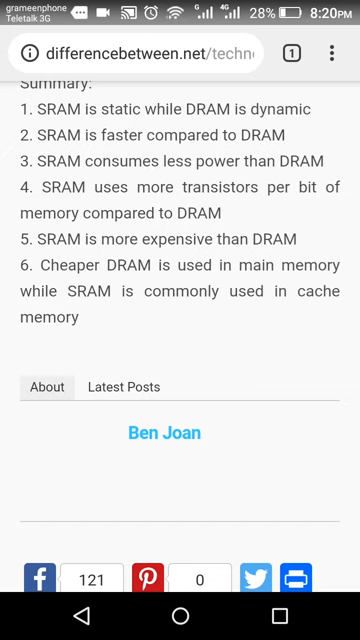 grameenphone
Teletalk 3G
G
4G
28%
8:20PM
differencebetween.net/techn
1
Summary:
1. SRAM is static while DRAM is dynamic
2. SRAM is faster compared to DRAM
3. SRAM consumes less power than DRAM
4. SRAM uses more transistors per bit of
memory compared to DRAM
5. SRAM is more expensive than DRAM
6. Cheaper DRAM is used in main memory
while SRAM is commonly used in cache
memory
About
Latest Posts
Ben Joan
121
0